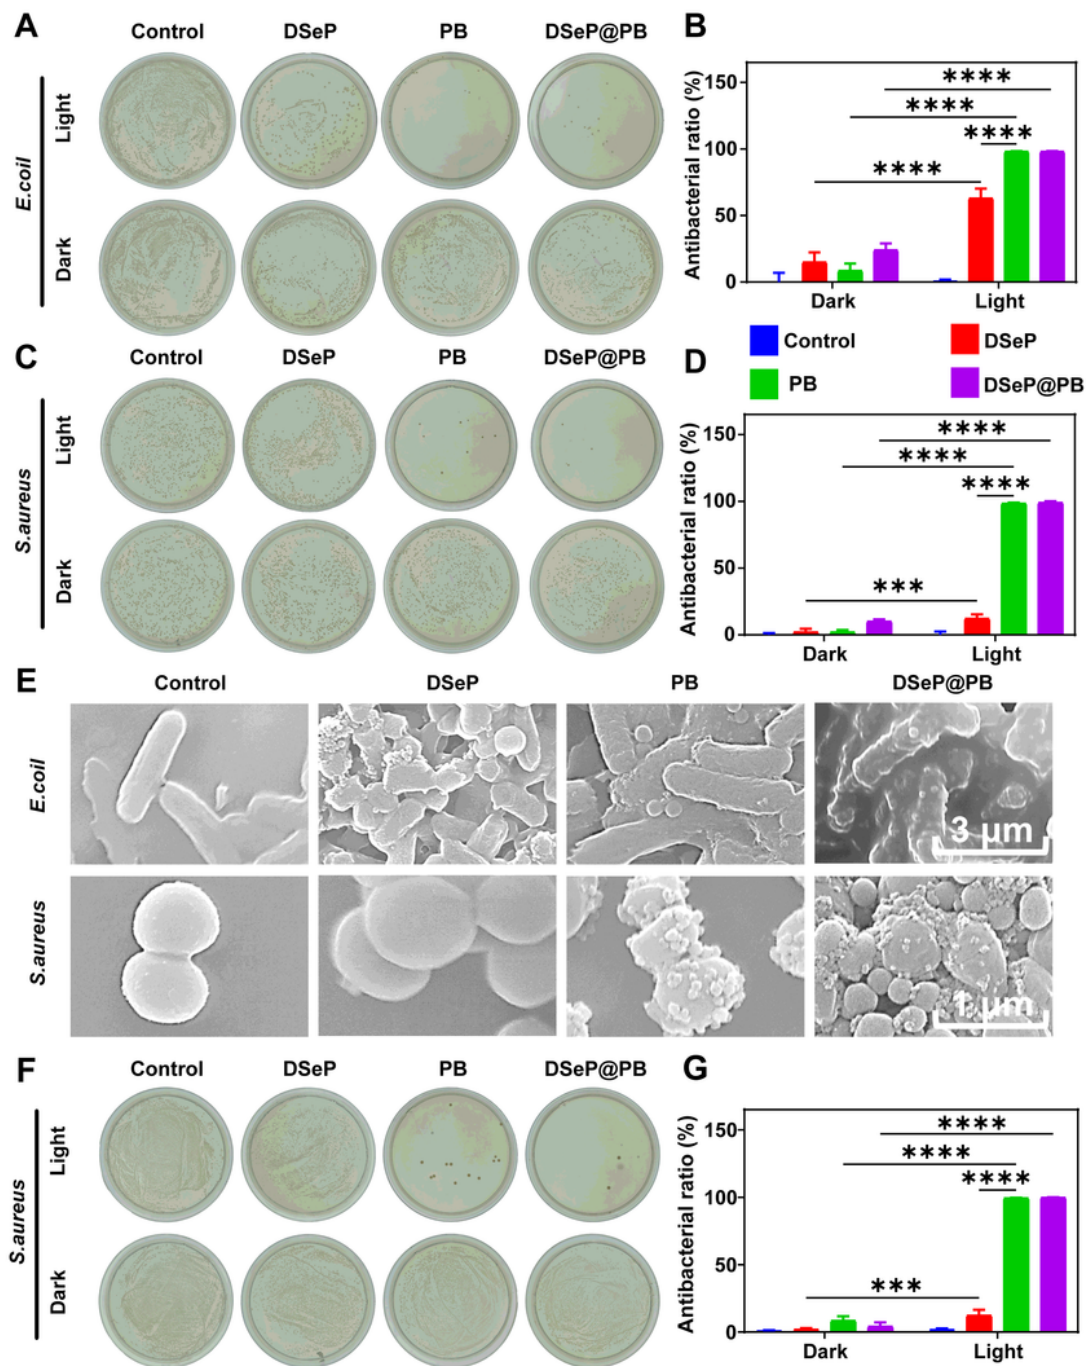 A
Control DSeP PB DSeP@PB
E.coil
Light
Dark
B
Antibacterial ratio (%)
150
100
50
0
****
****
****
****
Dark Light
Control DSeP
PB DSeP@PB
C
Control DSeP PB DSeP@PB
S.aureus
Light
Dark
D
Antibacterial ratio (%)
150
100
50
0
****
****
****
***
Dark Light
E
Control DSeP PB DSeP@PB
E.coil
3 μm
S.aureus
1 μm
F
Control DSeP PB DSeP@PB
S.aureus
Light
Dark
G
Antibacterial ratio (%)
150
100
50
0
****
****
****
***
Dark Light